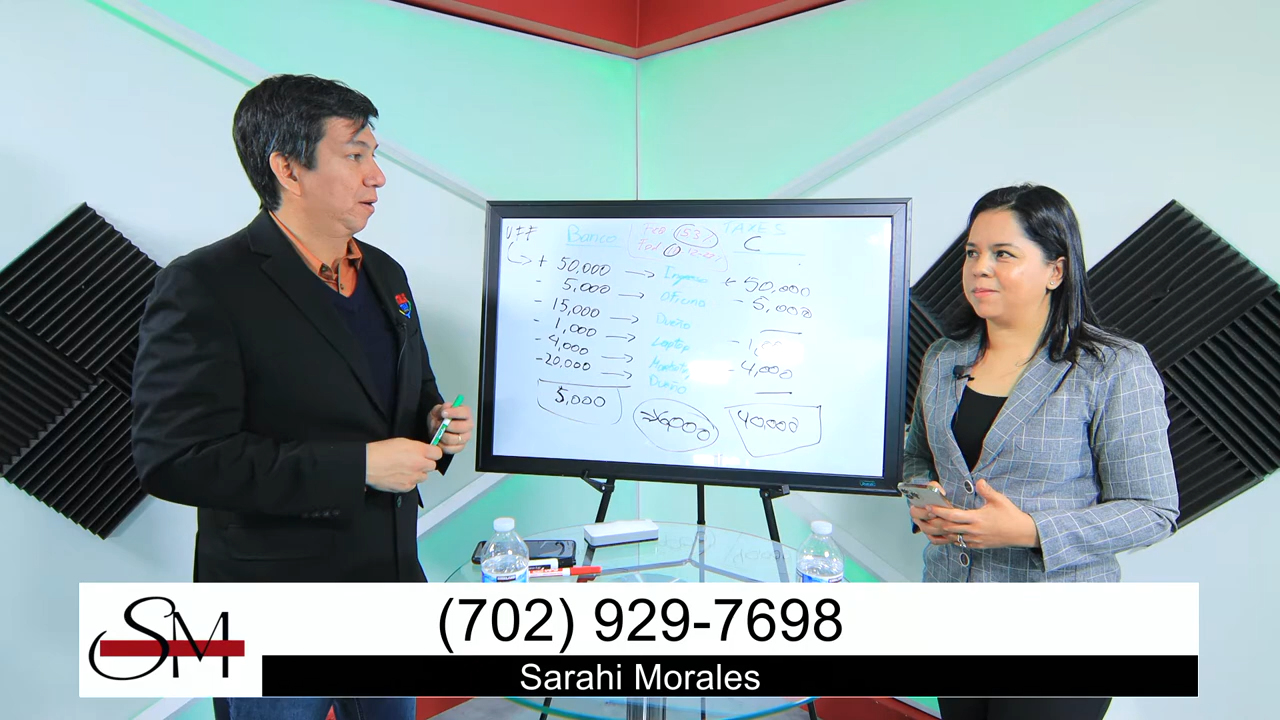 Banco
TAXES
C
+ 50,000 → Ingreso + 50,000
- 5,000 → Oficina - 5,000
- 15,000 → Dueño —
- 1,000 → Laptop
- 4,000 → - 4,000
- 20,000 → Dueño —
5,000
40,000
SM
(702) 929-7698
Sarahi Morales